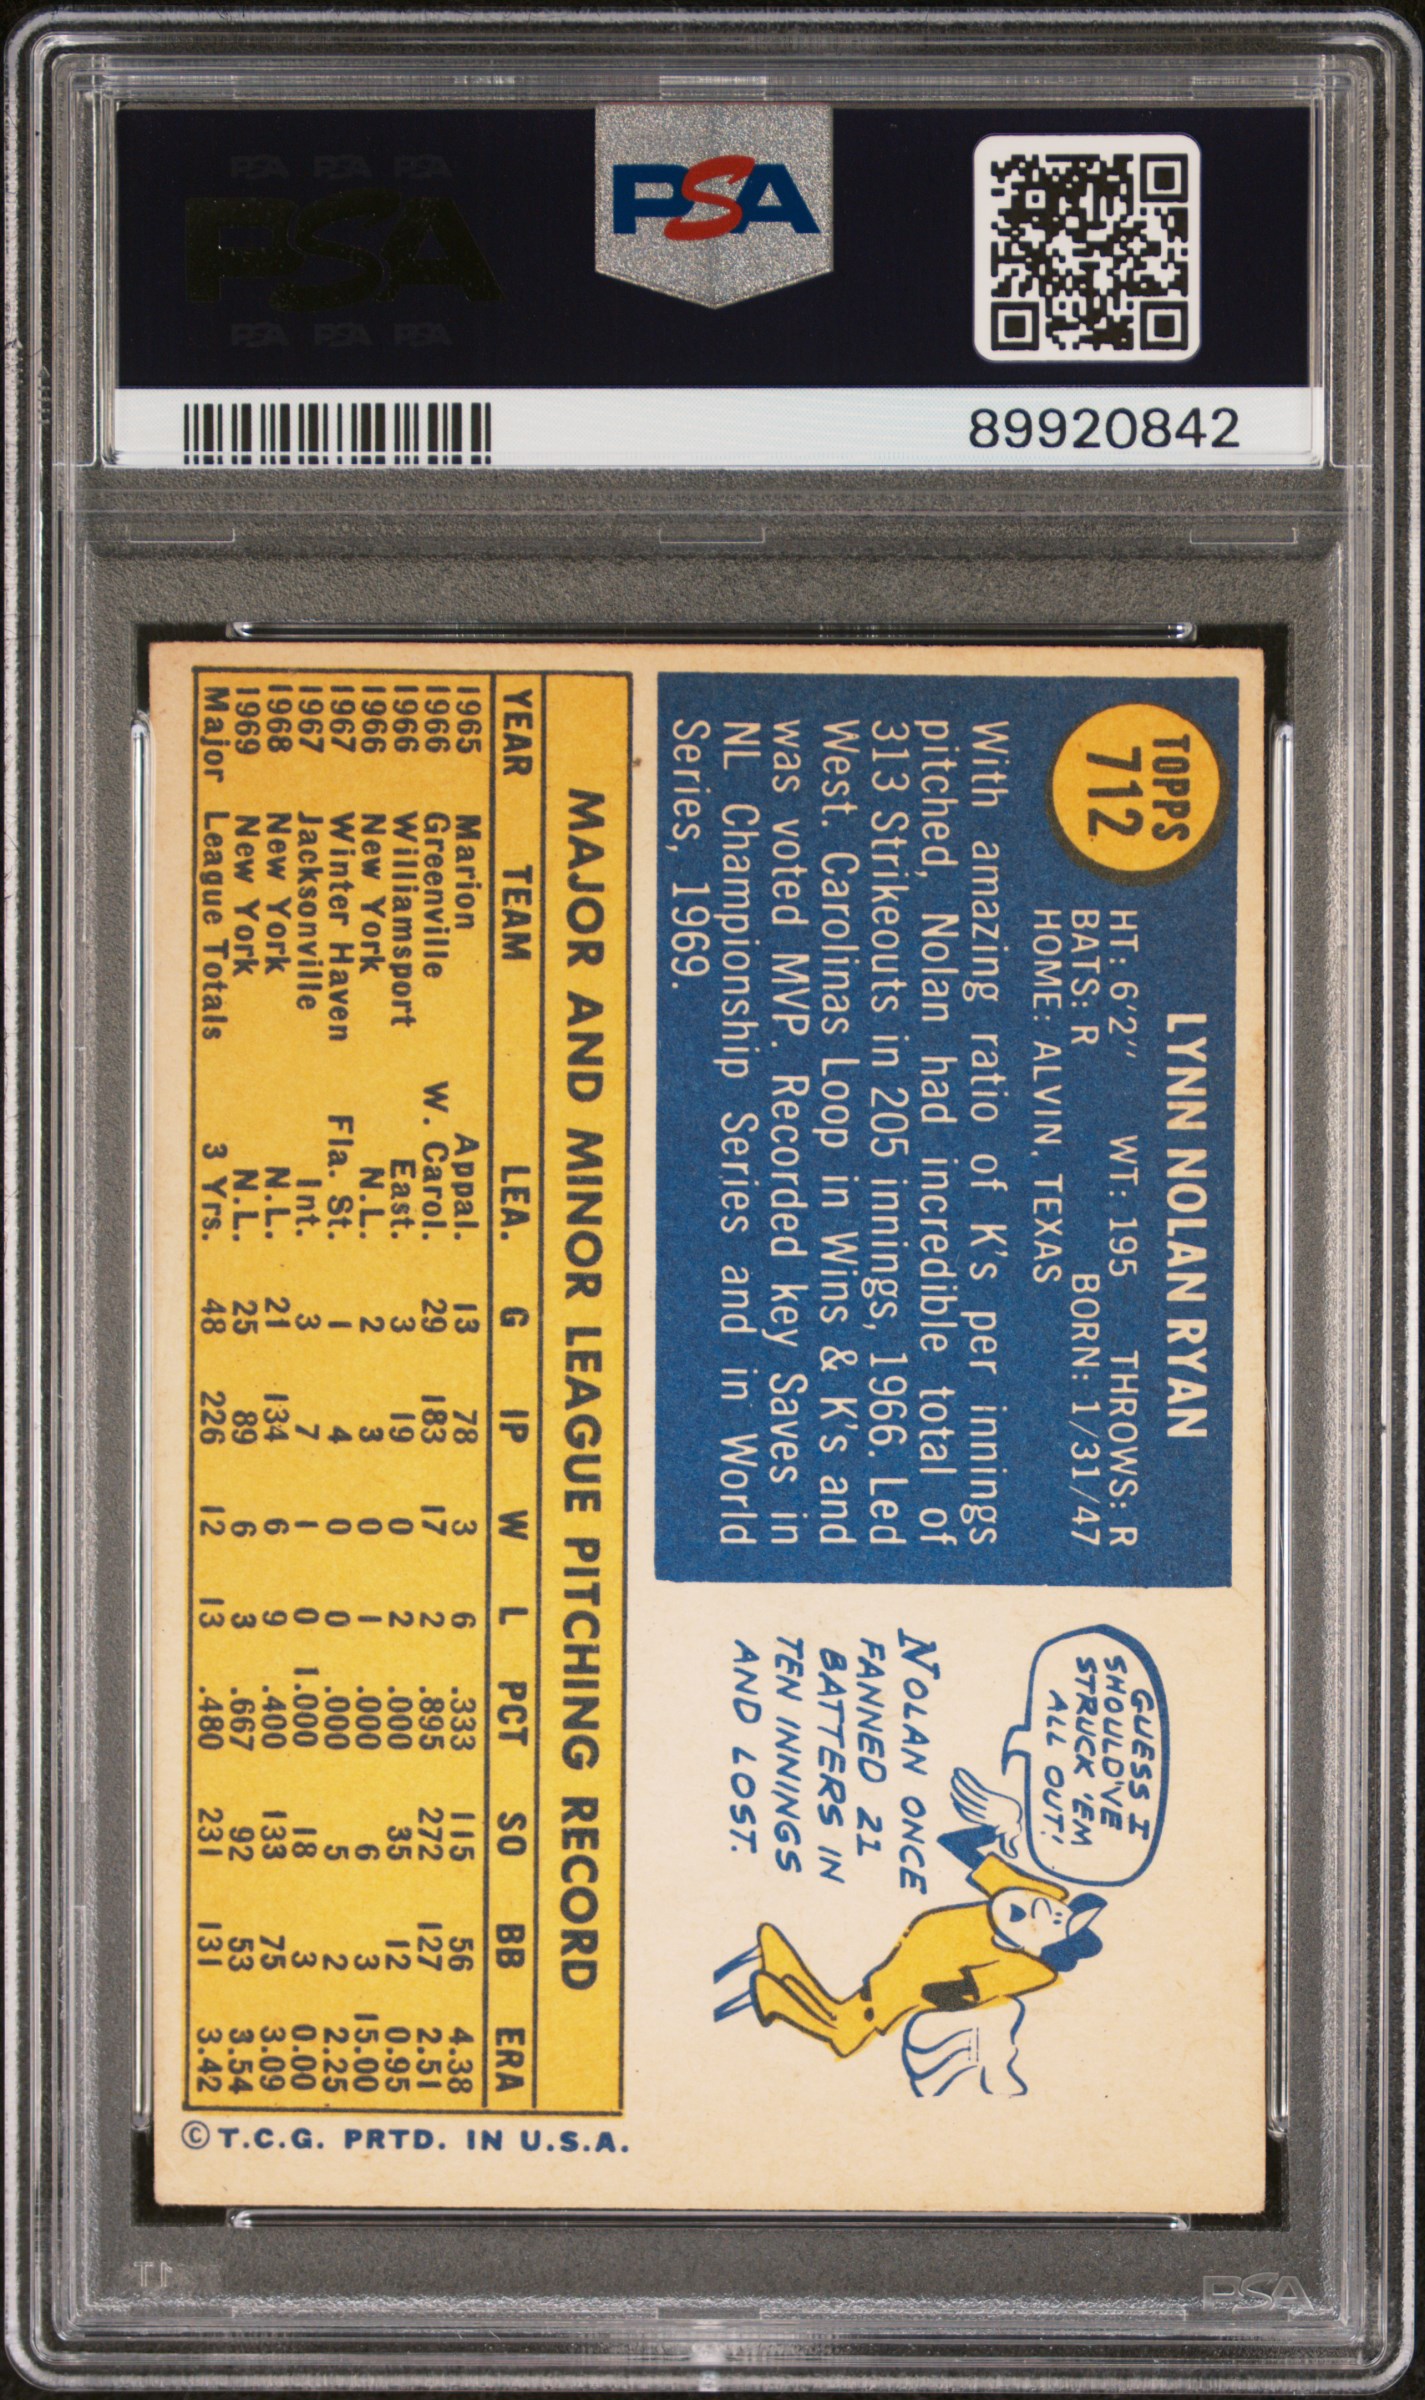 PSA PSA PSA
PSA
PSA PSA PSA
PSA
89920842
TOPPS
712
LYNN NOLAN RYAN
HT: 6'2" WT: 195 THROWS: R
BATS: R BORN: 1/31/47
HOME: ALVIN, TEXAS
With amazing ratio of K's per innings
pitched, Nolan had incredible total of
313 Strikeouts in 205 innings, 1966. Led
West. Carolinas Loop in Wins & K's and
was voted MVP. Recorded key Saves in
NL Championship Series and in World
Series, 1969.
GUESS I
SHOULD'VE
STRUCK 'EM
ALL OUT!
NOLAN ONCE
FANNED 21
BATTERS IN
TEN INNINGS
AND LOST.
MAJOR AND MINOR LEAGUE PITCHING RECORD
YEAR TEAM LEA. G IP W L PCT SO BB ERA
1965 Marion Appal. 13 78 3 6 .333 115 56 4.38
1966 Greenville W. Carol. 29 183 17 2 .895 272 127 2.51
1966 Williamsport East. 3 19 0 2 .000 35 12 0.95
1966 New York N.L. 2 3 0 1 .000 6 3 15.00
1967 Winter Haven Fla. St. 1 4 0 0 .000 5 2 2.25
1967 Jacksonville Int. 3 7 1 0 1.000 18 3 0.00
1968 New York N.L. 21 134 6 9 .400 133 75 3.09
1969 New York N.L. 25 89 6 3 .667 92 53 3.54
Major League Totals 3 Yrs. 48 226 12 13 .480 231 131 3.42
© T.C.G. PRTD. IN U.S.A.
PSA